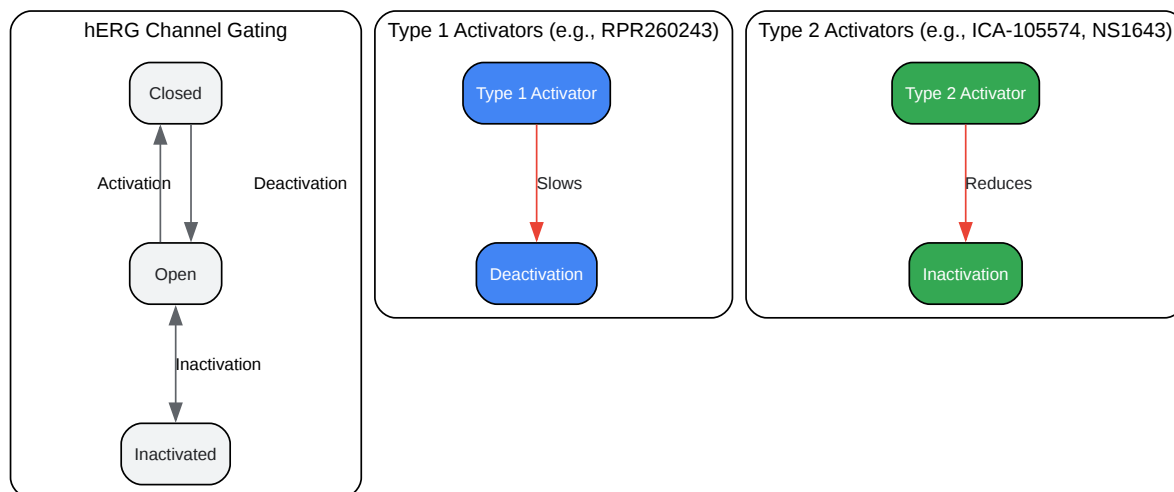 hERG Channel Gating
Closed
Activation
Deactivation
Open
Inactivation
Inactivated
Type 1 Activators (e.g., RPR260243)
Type 1 Activator
Slows
Deactivation
Type 2 Activators (e.g., ICA-105574, NS1643)
Type 2 Activator
Reduces
Inactivation